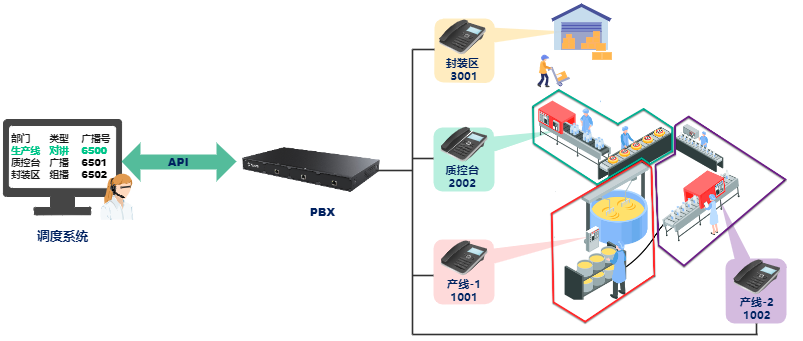 部门 类型 广播号
生产线 对讲 6500
质控台 广播 6501
封装区 组播 6502
调度系统
API
PBX
封装区
3001
质控台
2002
产线-1
1001
产线-2
1002